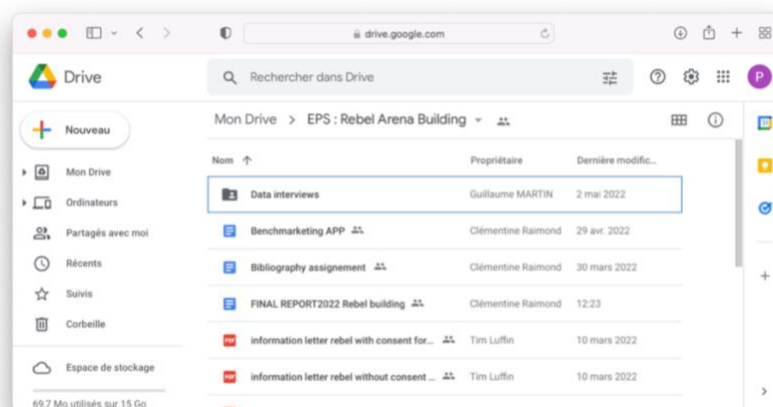 drive.google.com
Drive
Rechercher dans Drive
P
Nouveau
Mon Drive > EPS : Rebel Arena Building
Nom Propriétaire Dernière modific...
Mon Drive
Ordinateurs
Partagés avec moi
Récents
Suivis
Corbeille
Espace de stockage
69,7 Mo utilisés sur 15 Go
Data interviews Guillaume MARTIN 2 mai 2022
Benchmarketing APP Clémentine Raimond 29 avr. 2022
Bibliography assignement Clémentine Raimond 30 mars 2022
FINAL REPORT2022 Rebel building Clémentine Raimond 12:23
PDF information letter rebel with consent for... Tim Luffin 10 mars 2022
PDF information letter rebel without consent ... Tim Luffin 10 mars 2022